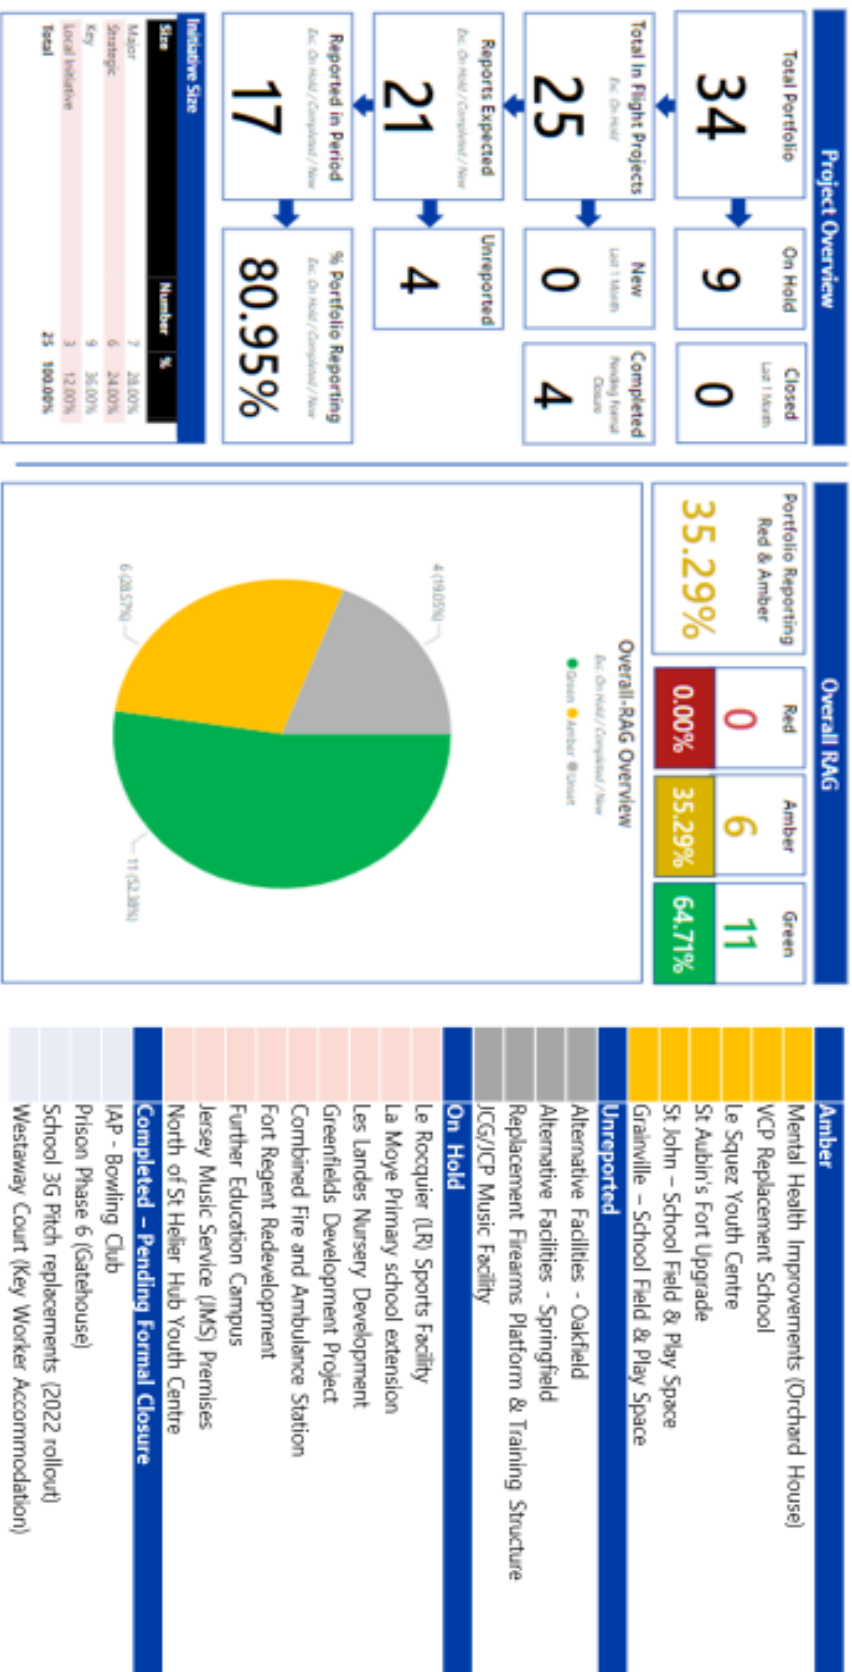 Project Overview
Total Portfolio
34
On Hold
9
Closed
Last 1 Month
0
Total In Flight Projects
Exc. On Hold
25
New
Last 1 Month
0
Completed
Pending Formal Closure
4
Reports Expected
Exc. On Hold / Completed / New
21
Unreported
4
Reported in Period
Exc. On Hold / Completed / New
17
% Portfolio Reporting
Exc. On Hold / Completed / New
80.95%
Initiative Size
Size Number %
Major 7 28.00%
Strategic 6 24.00%
Key 9 36.00%
Local Initiative 3 12.00%
Total 25 100.00%
Overall RAG
Portfolio Reporting
Red & Amber
35.29%
Red
0
0.00%
Amber
6
35.29%
Green
11
64.71%
Overall-RAG Overview
Exc. On Hold / Completed / New
Green Amber Unset
4 (19.05%)
6 (28.57%)
11 (52.38%)
Amber
Mental Health Improvements (Orchard House)
VCP Replacement School
Le Squez Youth Centre
St Aubin's Fort Upgrade
St John – School Field & Play Space
Grainville – School Field & Play Space
Unreported
Alternative Facilities - Oakfield
Alternative Facilities - Springfield
Replacement Firearms Platform & Training Structure
JCG/JCP Music Facility
On Hold
Le Rocquier (LR) Sports Facility
La Moye Primary school extension
Les Landes Nursery Development
Greenfields Development Project
Combined Fire and Ambulance Station
Fort Regent Redevelopment
Further Education Campus
Jersey Music Service (JMS) Premises
North of St Helier Hub Youth Centre
Completed – Pending Formal Closure
IAP - Bowling Club
Prison Phase 6 (Gatehouse)
School 3G Pitch replacements (2022 rollout)
Westaway Court (Key Worker Accommodation)